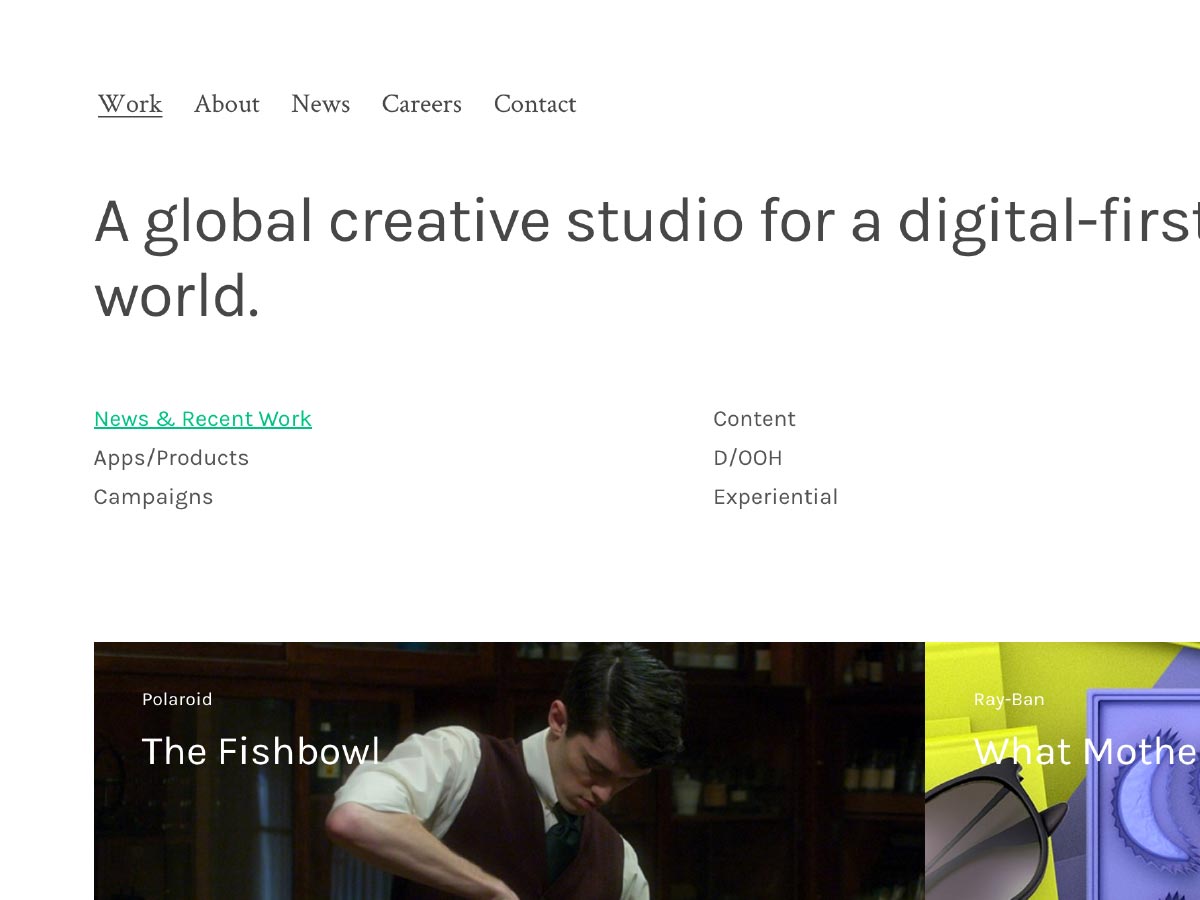 Work About News Careers Contact
A global creative studio for a digital-first
world.
News & Recent Work
Apps/Products
Campaigns
Content
D/OOH
Experiential
Polaroid
The Fishbowl
Ray-Ban
What Mothe